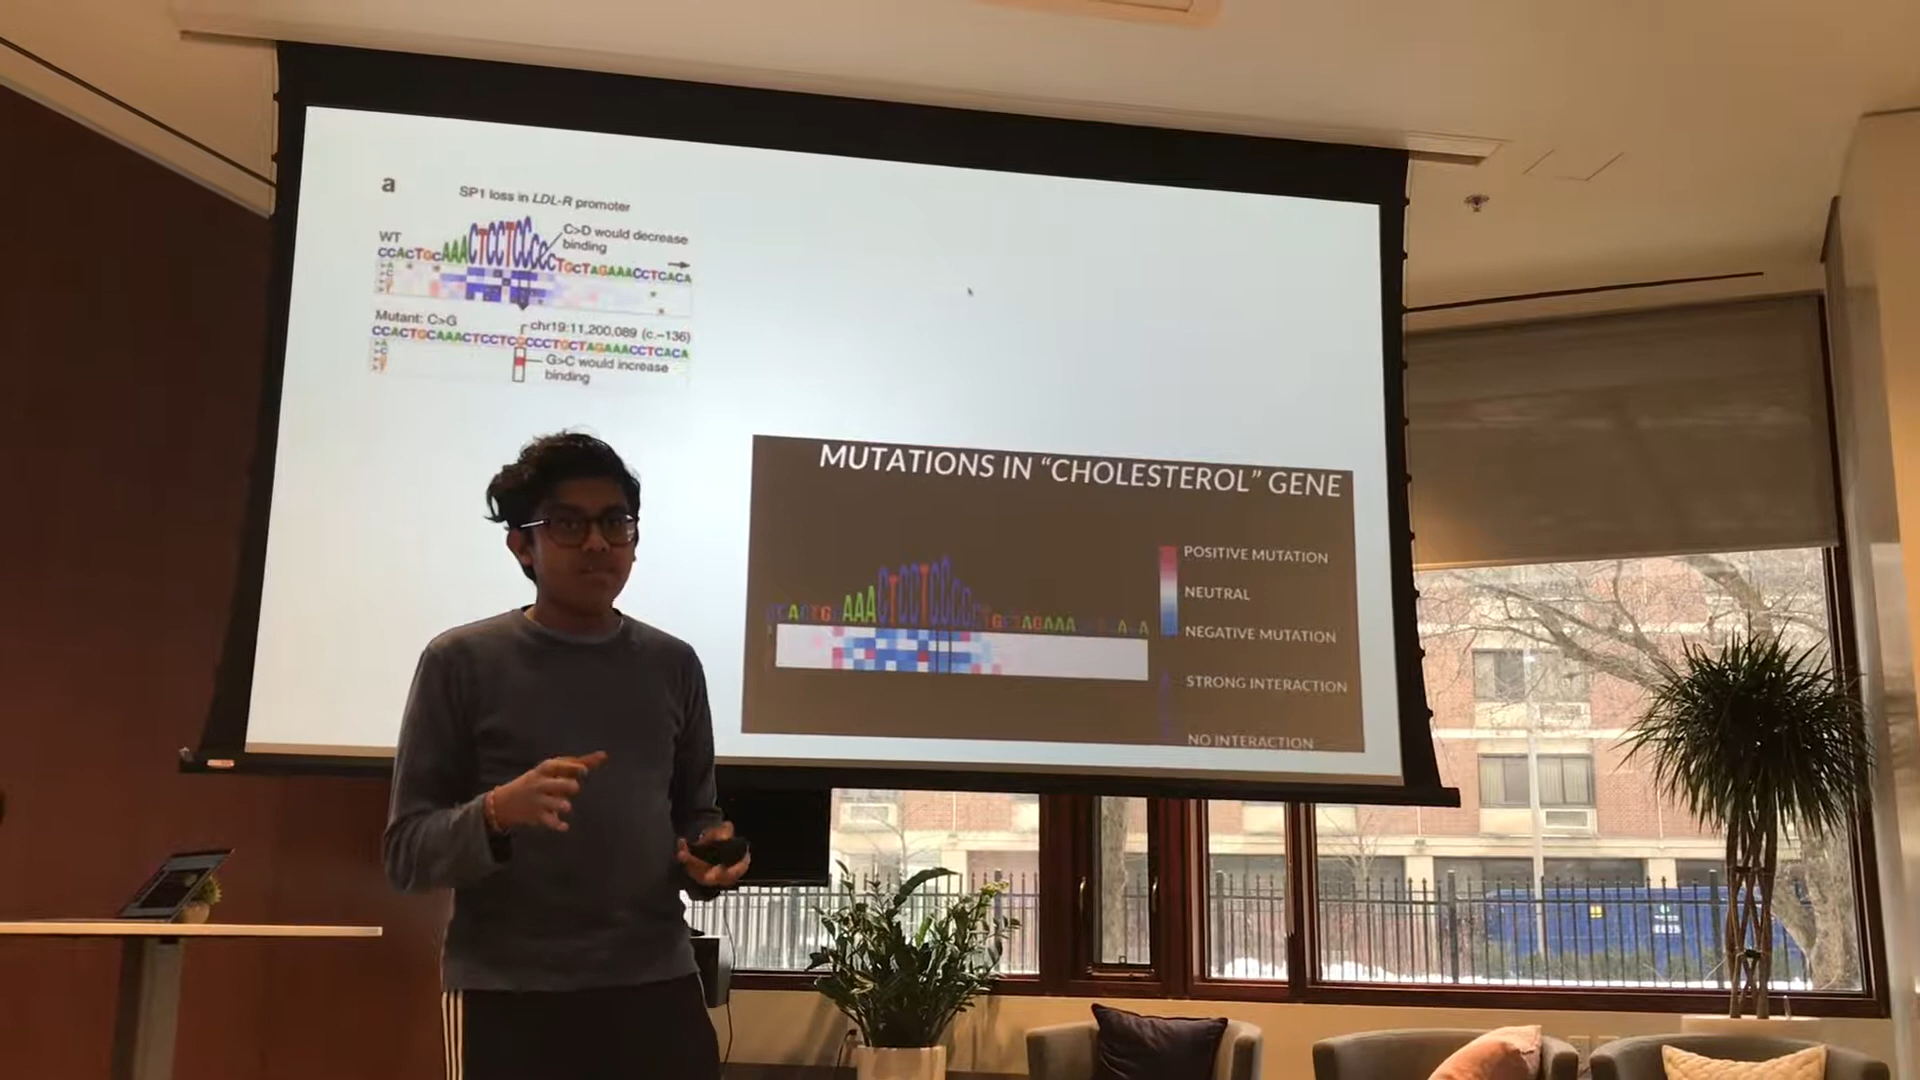 a
SP1 loss in LDL-R promoter
C>D would decrease
binding
WT
CCACTGCAAACTCCTCCCCCTGCTAGAAACCTCACA
Mutant: C>G
chr19:11,200,089 (c.–136)
CCACTGCAAACTCCTCGCCCTGCTAGAAACCTCACA
G>C would increase
binding
MUTATIONS IN “CHOLESTEROL” GENE
POSITIVE MUTATION
NEUTRAL
NEGATIVE MUTATION
STRONG INTERACTION
NO INTERACTION